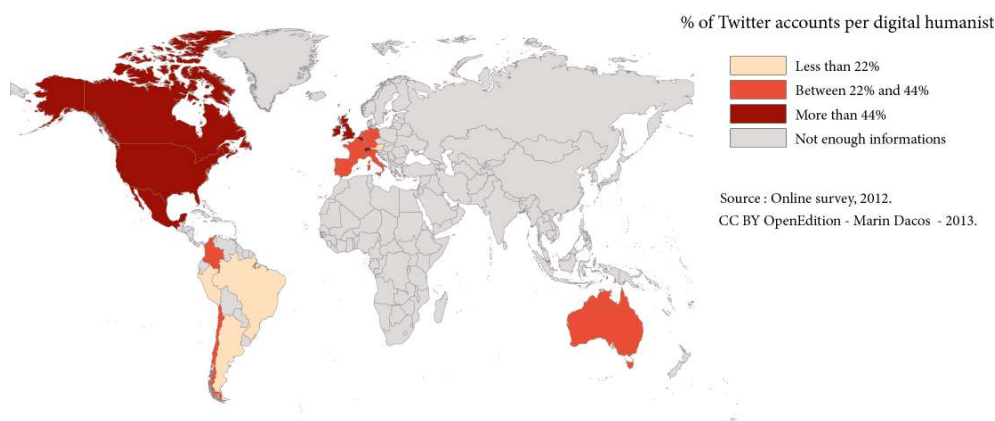 % of Twitter accounts per digital humanist
Less than 22%
Between 22% and 44%
More than 44%
Not enough informations
Source : Online survey, 2012.
CC BY OpenEdition - Marin Dacos - 2013.